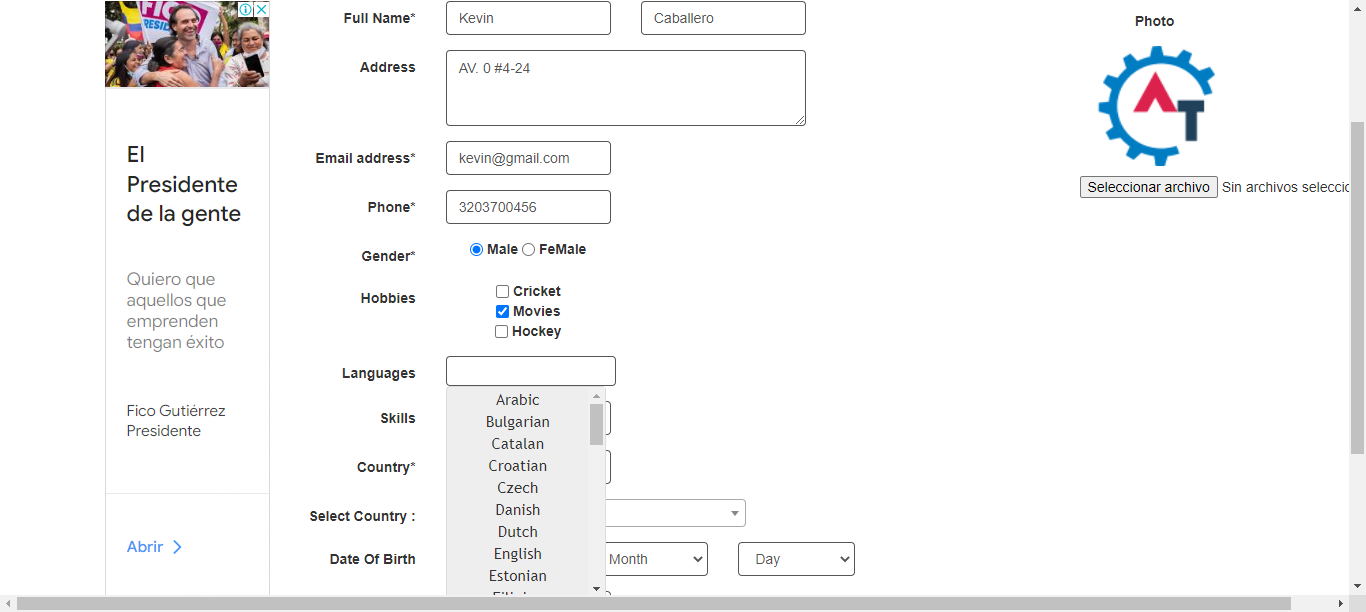 El
Presidente
de la gente
Quiero que
aquellos que
emprenden
tengan éxito
Fico Gutiérrez
Presidente
Abrir
Full Name* Kevin Caballero
Address AV. 0 #4-24
Email address* kevin@gmail.com
Phone* 3203700456
Gender* Male FeMale
Hobbies Cricket
Movies
Hockey
Languages
Arabic
Skills
Bulgarian
Catalan
Country* Croatian
Czech
Select Country : Danish
Dutch
Date Of Birth Month Day
English
Estonian
Photo
AT
Seleccionar archivo Sin archivos selecci